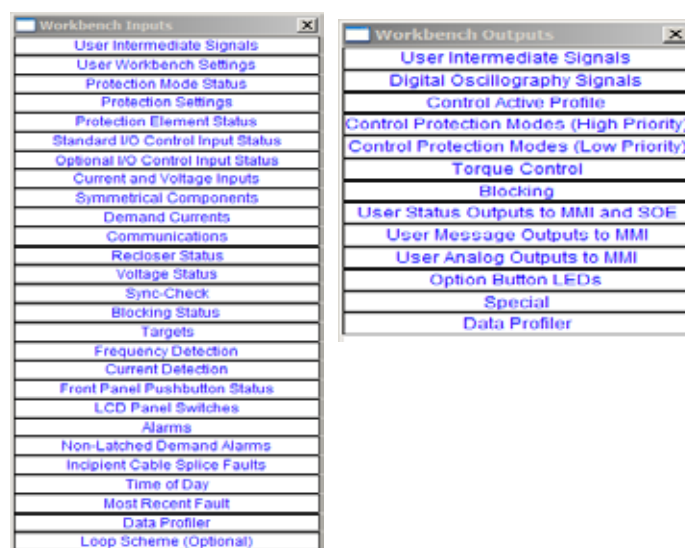 Workbench Inputs
User Intermediate Signals
User Workbench Settings
Protection Mode Status
Protection Settings
Protection Element Status
Standard I/O Control Input Status
Optional I/O Control Input Status
Current and Voltage Inputs
Symmetrical Components
Demand Currents
Communications
Recloser Status
Voltage Status
Sync-Check
Blocking Status
Targets
Frequency Detection
Current Detection
Front Panel Pushbutton Status
LCD Panel Switches
Alarms
Non-Latched Demand Alarms
Incipient Cable Splice Faults
Time of Day
Most Recent Fault
Data Profiler
Loop Scheme (Optional)
Workbench Outputs
User Intermediate Signals
Digital Oscillography Signals
Control Active Profile
Control Protection Modes (High Priority)
Control Protection Modes (Low Priority)
Torque Control
Blocking
User Status Outputs to MMI and SOE
User Message Outputs to MMI
User Analog Outputs to MMI
Option Button LEDs
Special
Data Profiler